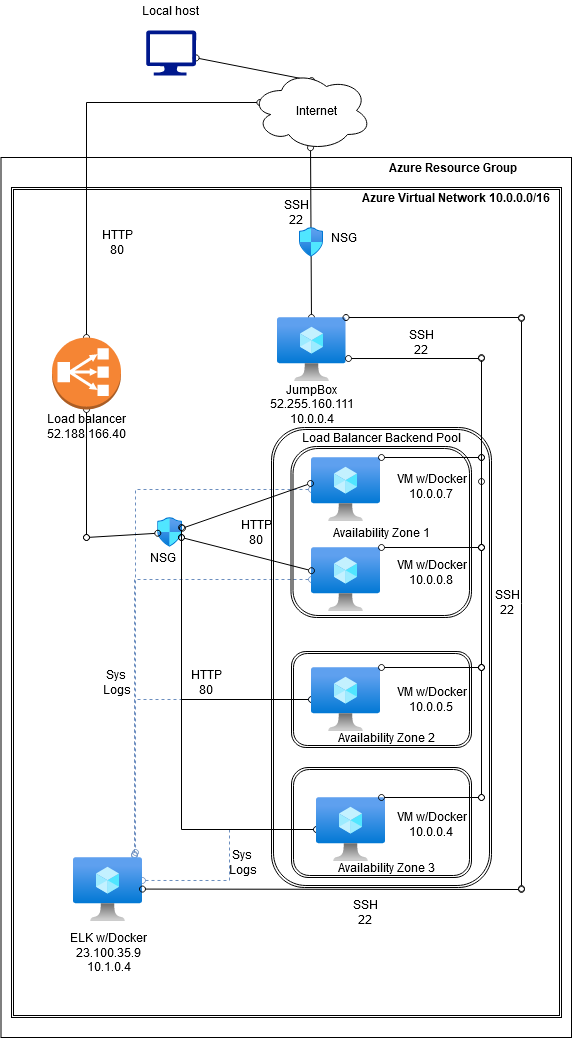 Local host
Internet
Azure Resource Group
Azure Virtual Network 10.0.0.0/16
SSH
22
NSG
HTTP
80
SSH
22
JumpBox
52.255.160.111
10.0.0.4
Load balancer
52.188.166.40
Load Balancer Backend Pool
VM w/Docker
10.0.0.7
HTTP
80
Availability Zone 1
NSG
VM w/Docker
10.0.0.8
SSH
22
Sys
Logs
HTTP
80
VM w/Docker
10.0.0.5
Availability Zone 2
VM w/Docker
10.0.0.4
Sys
Logs
Availability Zone 3
SSH
22
ELK w/Docker
23.100.35.9
10.1.0.4